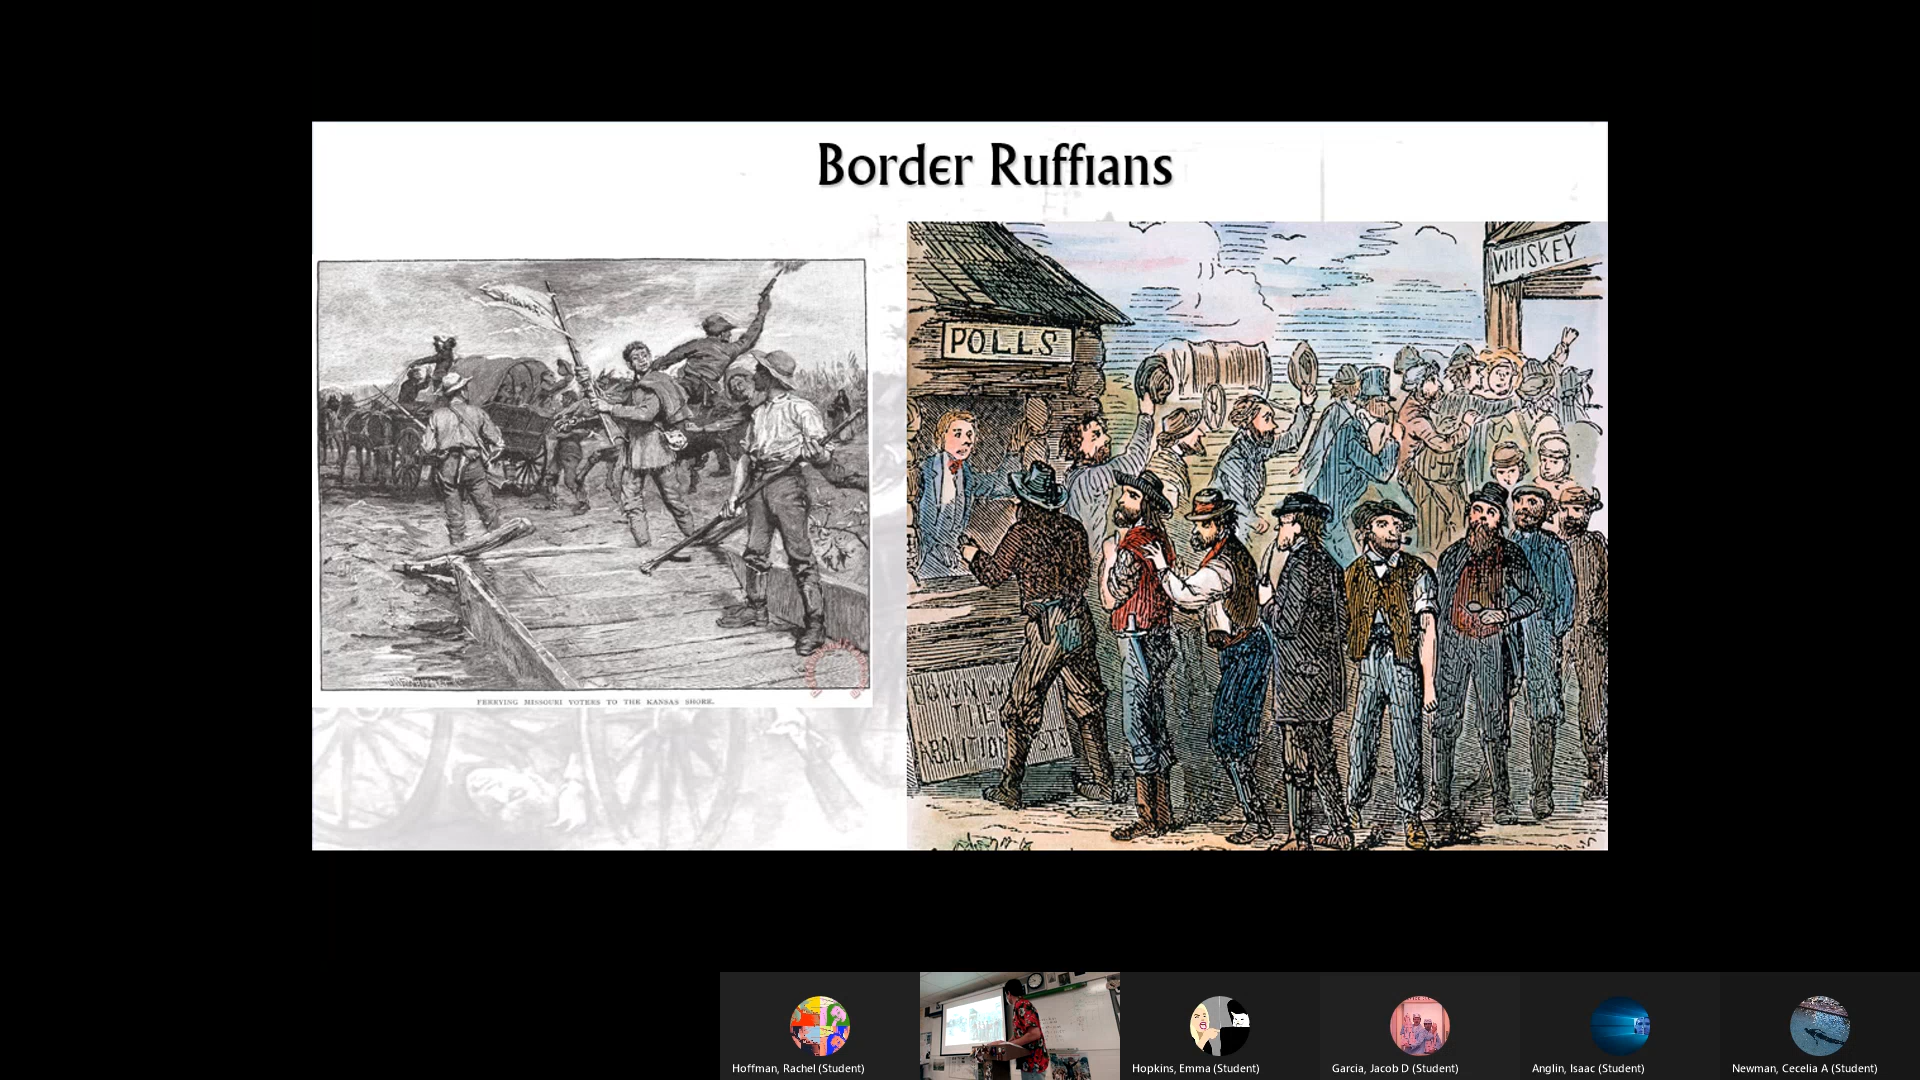 Border Ruffians
WHISKEY
POLLS
DOWN W
THE
ABOLITION STS
FERRYING MISSOURI VOTERS TO THE KANSAS SHORE.
Hoffman, Rachel (Student)
Hopkins, Emma (Student)
Garcia, Jacob D (Student)
Anglin, Isaac (Student)
Newman, Cecelia A (Student)